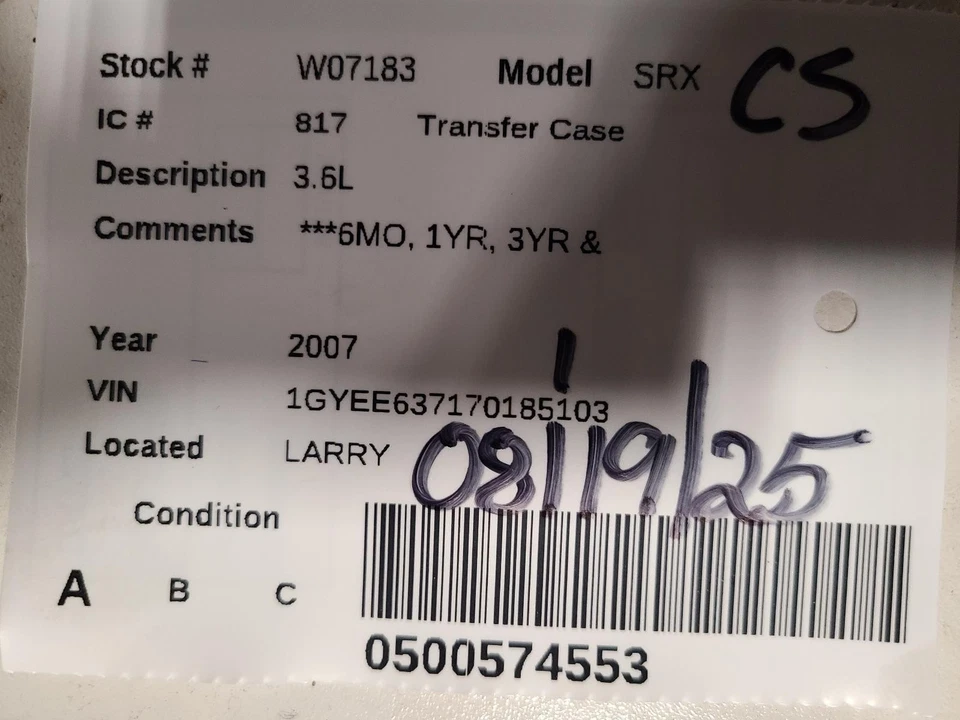 Stock # W07183 Model SRX CS
IC # 817 Transfer Case
Description 3.6L
Comments ***6MO, 1YR, 3YR &
Year 2007
VIN 1GYEE637170185103
Located LARRY 08/19/25
Condition
A B C
0500574553